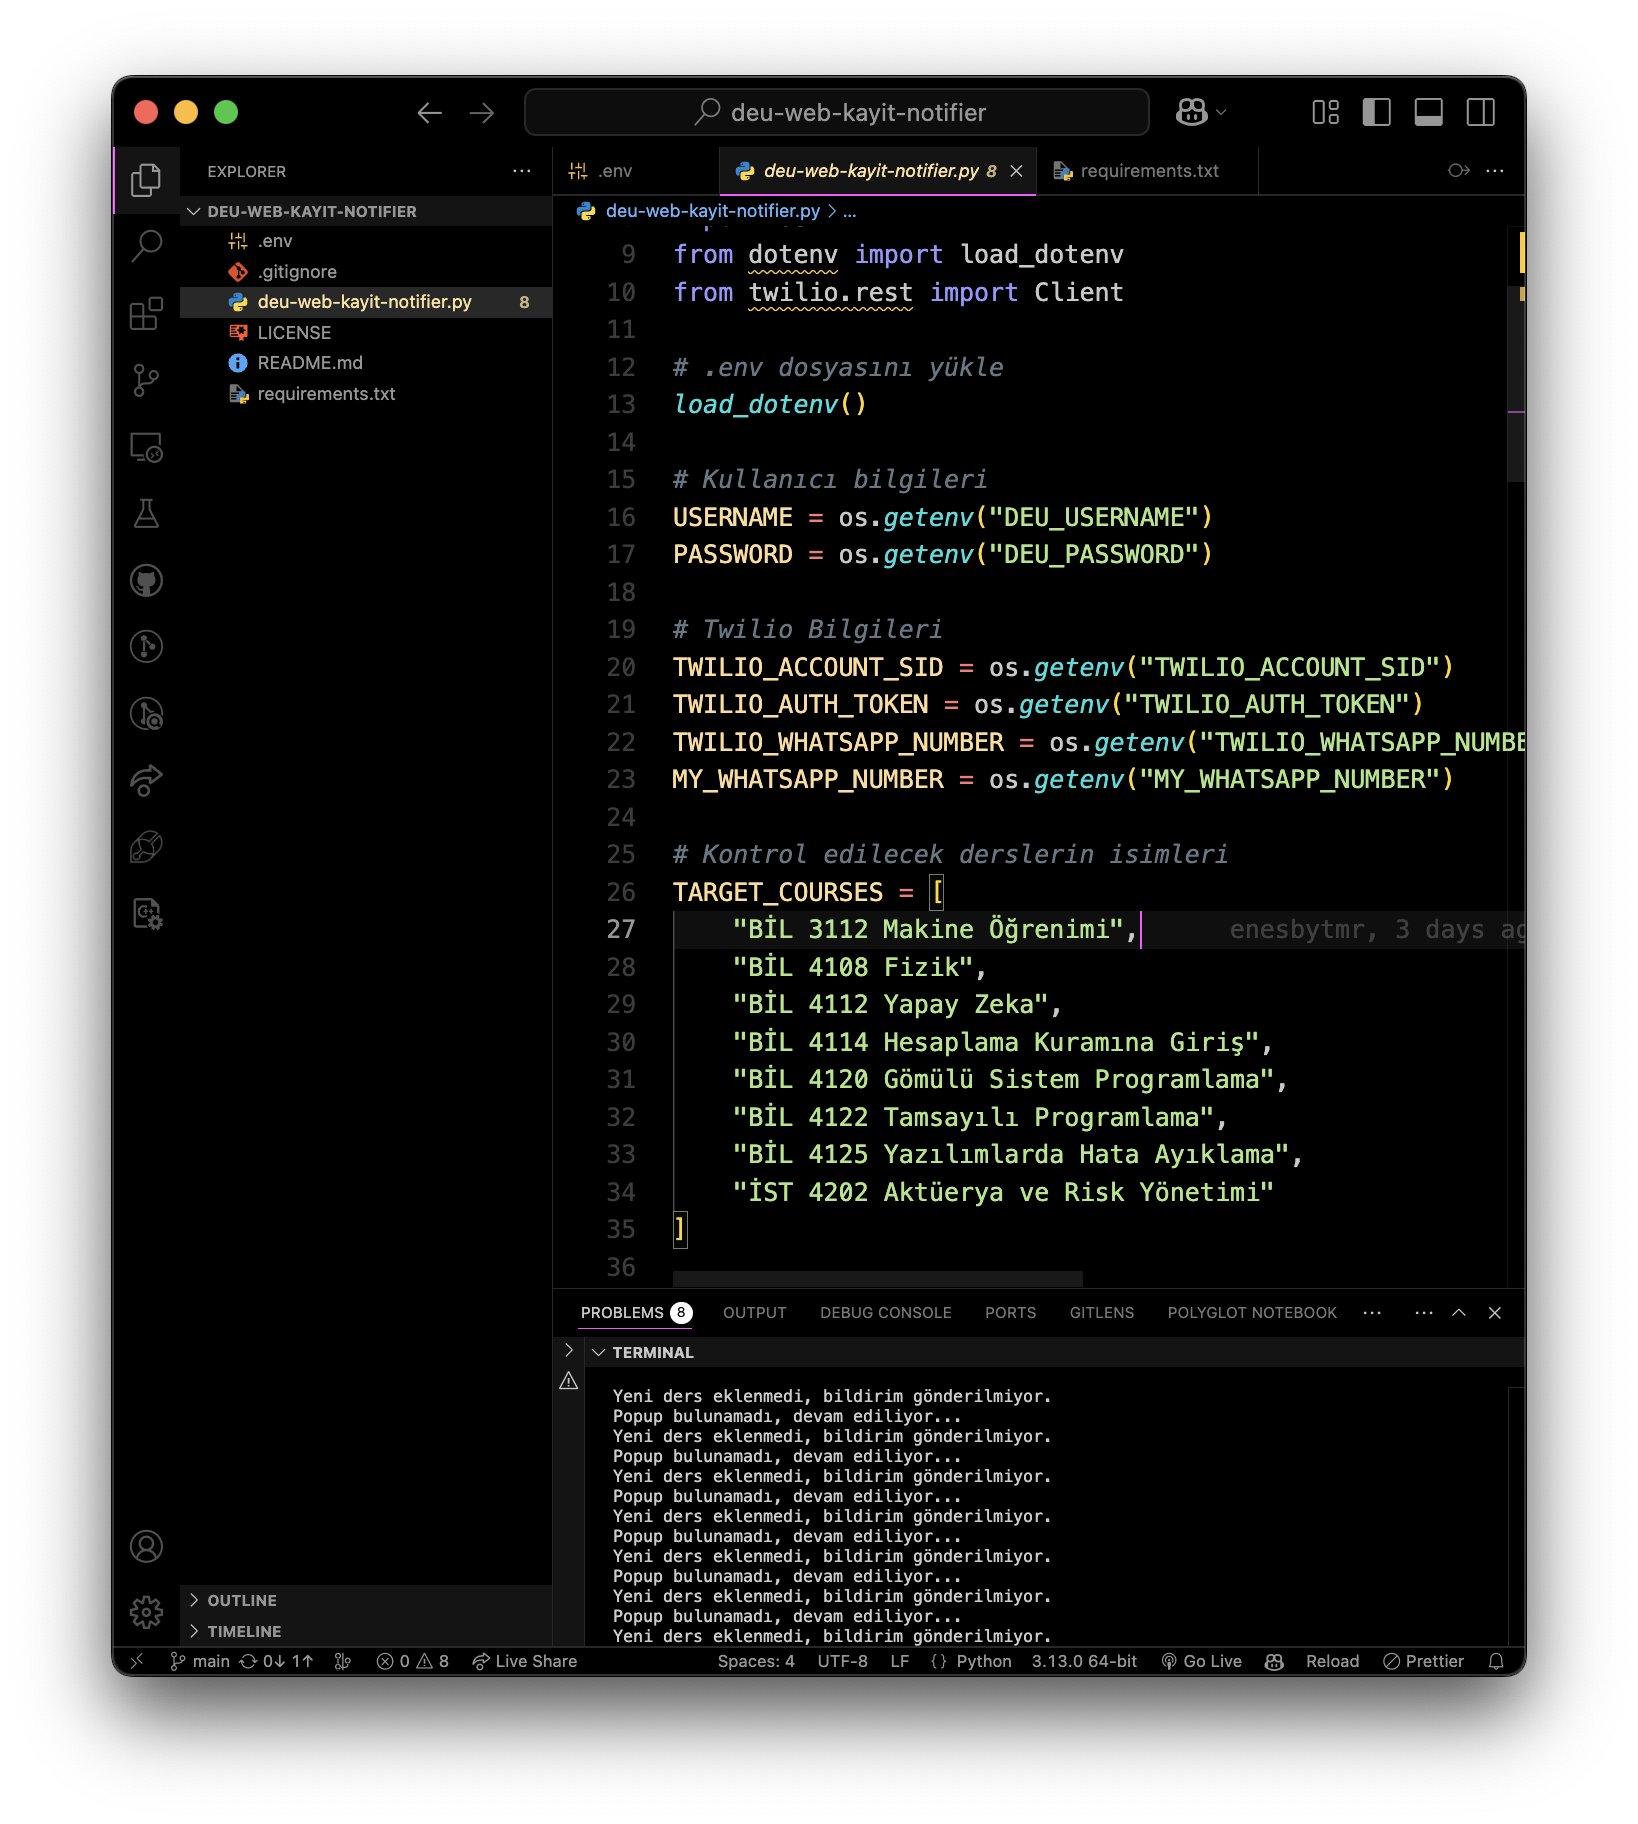 deu-web-kayit-notifier
EXPLORER
DEU-WEB-KAYIT-NOTIFIER
.env
.gitignore
deu-web-kayit-notifier.py 8
LICENSE
README.md
requirements.txt
OUTLINE
TIMELINE
.env
deu-web-kayit-notifier.py 8
requirements.txt
deu-web-kayit-notifier.py > ...
9 from dotenv import load_dotenv
10 from twilio.rest import Client
11
12 # .env dosyasını yükle
13 load_dotenv()
14
15 # Kullanıcı bilgileri
16 USERNAME = os.getenv("DEU_USERNAME")
17 PASSWORD = os.getenv("DEU_PASSWORD")
18
19 # Twilio Bilgileri
20 TWILIO_ACCOUNT_SID = os.getenv("TWILIO_ACCOUNT_SID")
21 TWILIO_AUTH_TOKEN = os.getenv("TWILIO_AUTH_TOKEN")
22 TWILIO_WHATSAPP_NUMBER = os.getenv("TWILIO_WHATSAPP_NUMBE
23 MY_WHATSAPP_NUMBER = os.getenv("MY_WHATSAPP_NUMBER")
24
25 # Kontrol edilecek derslerin isimleri
26 TARGET_COURSES = [
27 "BİL 3112 Makine Öğrenimi", enesbytmr, 3 days ag
28 "BİL 4108 Fizik",
29 "BİL 4112 Yapay Zeka",
30 "BİL 4114 Hesaplama Kuramına Giriş",
31 "BİL 4120 Gömülü Sistem Programlama",
32 "BİL 4122 Tamsayılı Programlama",
33 "BİL 4125 Yazılımlarda Hata Ayıklama",
34 "İST 4202 Aktüerya ve Risk Yönetimi"
35 ]
36
PROBLEMS 8 OUTPUT DEBUG CONSOLE PORTS GITLENS POLYGLOT NOTEBOOK
TERMINAL
Yeni ders eklenmedi, bildirim gönderilmiyor.
Popup bulunamadı, devam ediliyor...
Yeni ders eklenmedi, bildirim gönderilmiyor.
Popup bulunamadı, devam ediliyor...
Yeni ders eklenmedi, bildirim gönderilmiyor.
Popup bulunamadı, devam ediliyor...
Yeni ders eklenmedi, bildirim gönderilmiyor.
Popup bulunamadı, devam ediliyor...
Yeni ders eklenmedi, bildirim gönderilmiyor.
Popup bulunamadı, devam ediliyor...
Yeni ders eklenmedi, bildirim gönderilmiyor.
Popup bulunamadı, devam ediliyor...
Yeni ders eklenmedi, bildirim gönderilmiyor.
main 0↓ 1↑ 0 8 Live Share Spaces: 4 UTF-8 LF {} Python 3.13.0 64-bit Go Live Reload Prettier